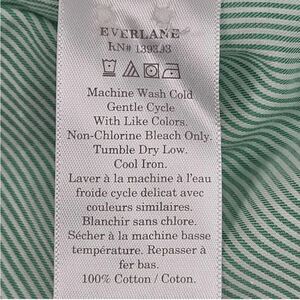 EVERLANE
RN# 139393
Machine Wash Cold
Gentle Cycle
With Like Colors.
Non-Chlorine Bleach Only.
Tumble Dry Low.
Cool Iron.
Laver à la machine à l'eau
froide cycle delicat avec
couleurs similaires.
Blanchir sans chlore.
Sécher à la machine basse
température. Repasser à
fer bas.
100% Cotton / Coton.